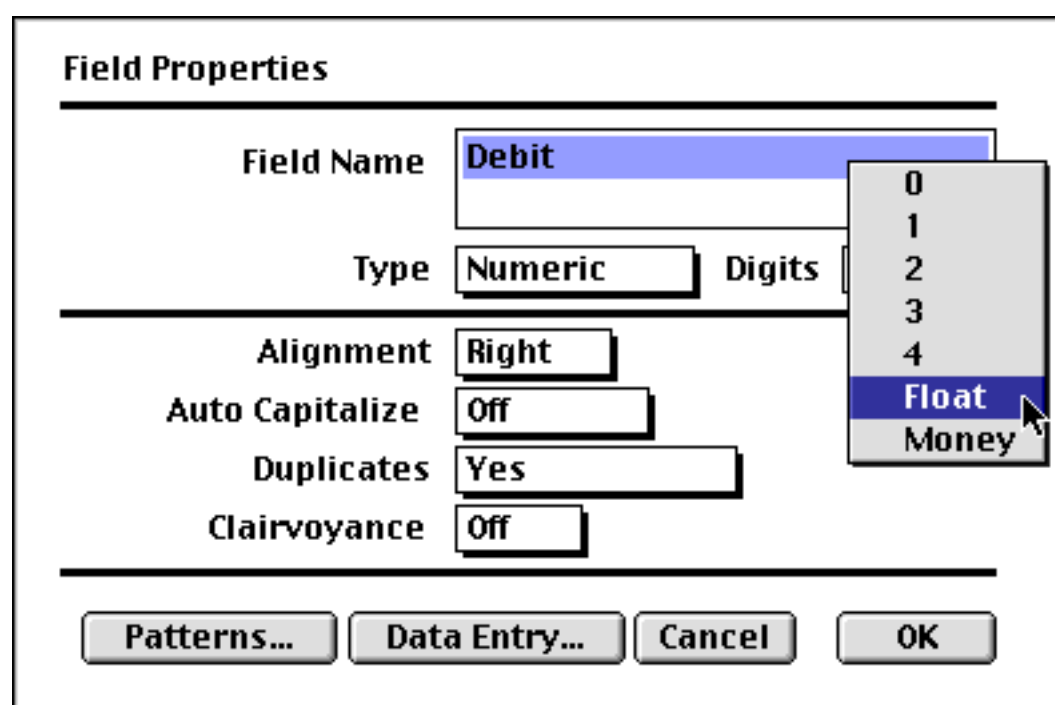 Field Properties
Field Name Debit
0
1
Type Numeric Digits 2
3
Alignment Right 4
Auto Capitalize Off Float
Money
Duplicates Yes
Clairvoyance Off
Patterns... Data Entry... Cancel OK